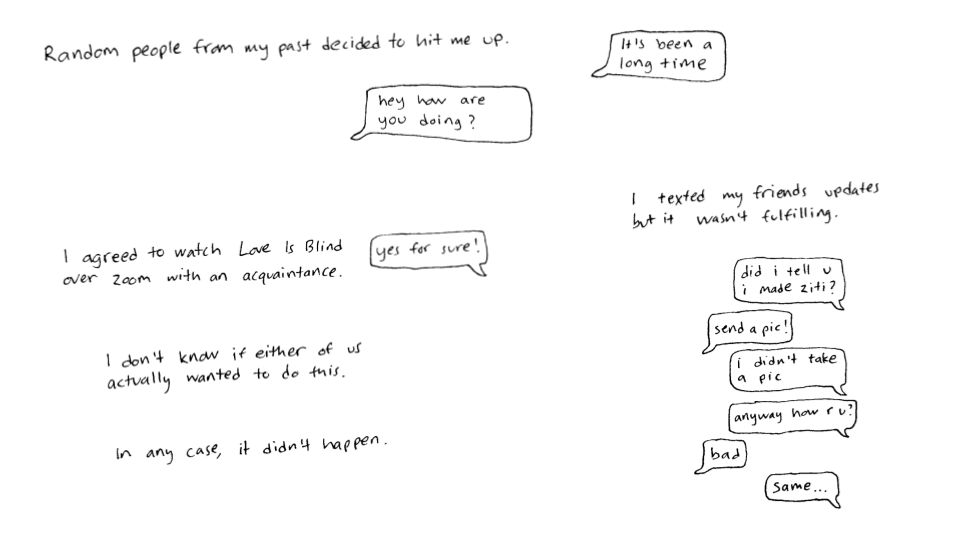 Random people from my past decided to hit me up.
It's been a
long time
hey how are
you doing?
I agreed to watch Love Is Blind
over zoom with an acquaintance.
yes for sure!
I don't know if either of us
actually wanted to do this.
In any case, it didn't happen.
I texted my friends updates
but it wasn't fulfilling.
did i tell u
i made ziti?
send a pic!
i didn't take
a pic
anyway how r u?
bad
same...